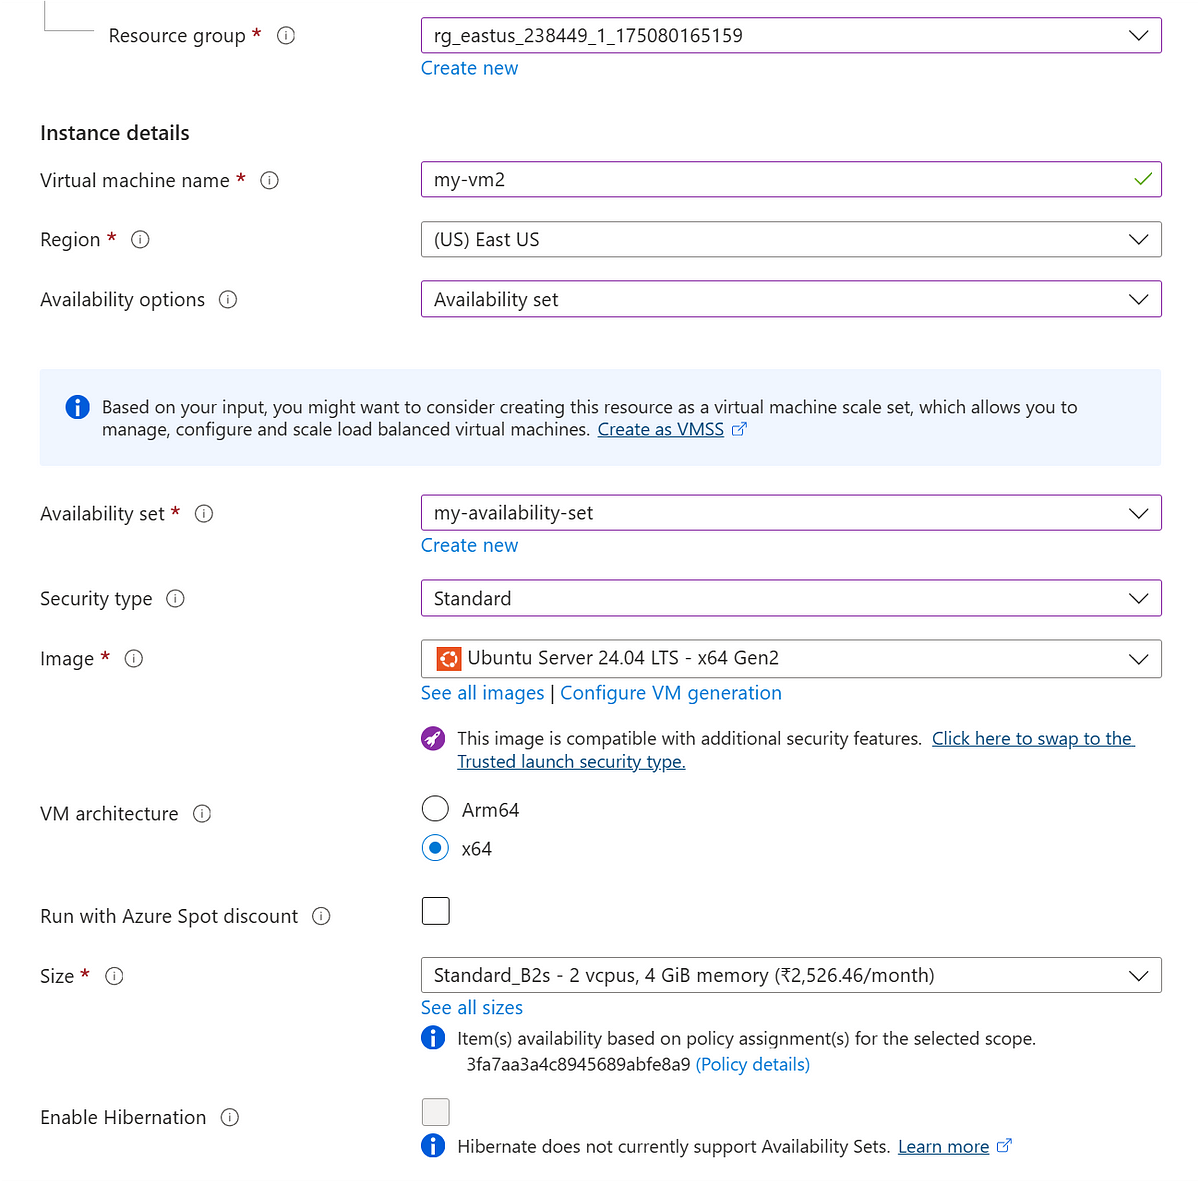 Resource group *
rg_eastus_238449_1_175080165159
Create new
Instance details
Virtual machine name *
my-vm2
Region *
(US) East US
Availability options
Availability set
Based on your input, you might want to consider creating this resource as a virtual machine scale set, which allows you to
manage, configure and scale load balanced virtual machines. Create as VMSS
Availability set *
my-availability-set
Create new
Security type
Standard
Image *
Ubuntu Server 24.04 LTS - x64 Gen2
See all images | Configure VM generation
This image is compatible with additional security features. Click here to swap to the
Trusted launch security type.
VM architecture
Arm64
x64
Run with Azure Spot discount
Size *
Standard_B2s - 2 vcpus, 4 GiB memory (₹2,526.46/month)
See all sizes
Item(s) availability based on policy assignment(s) for the selected scope.
3fa7aa3a4c8945689abfe8a9 (Policy details)
Enable Hibernation
Hibernate does not currently support Availability Sets. Learn more